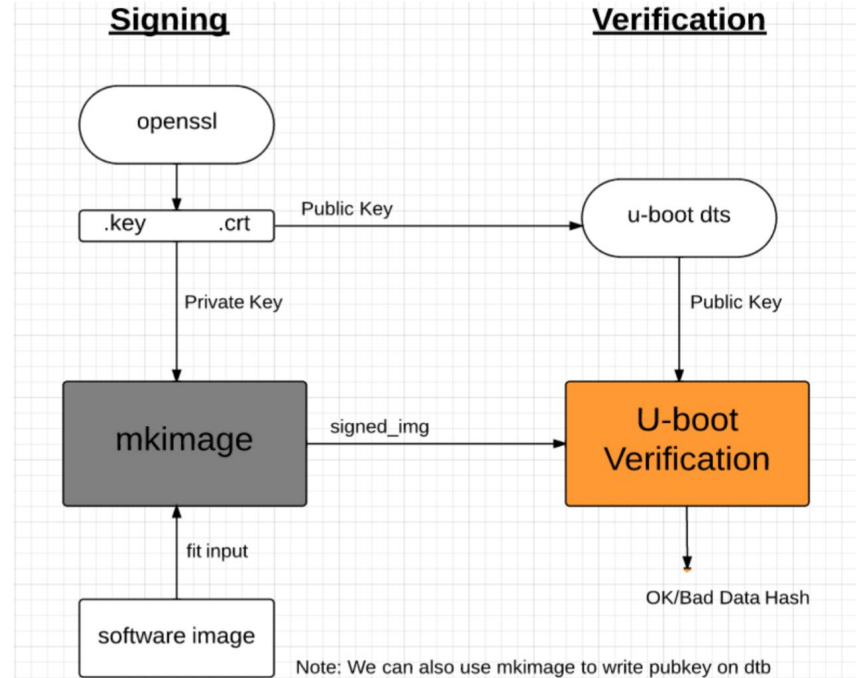 Signing
Verification
openssl
.key .crt
Public Key
u-boot dts
Private Key
Public Key
mkimage
signed_img
U-boot
Verification
fit input
OK/Bad Data Hash
software image
Note: We can also use mkimage to write pubkey on dtb